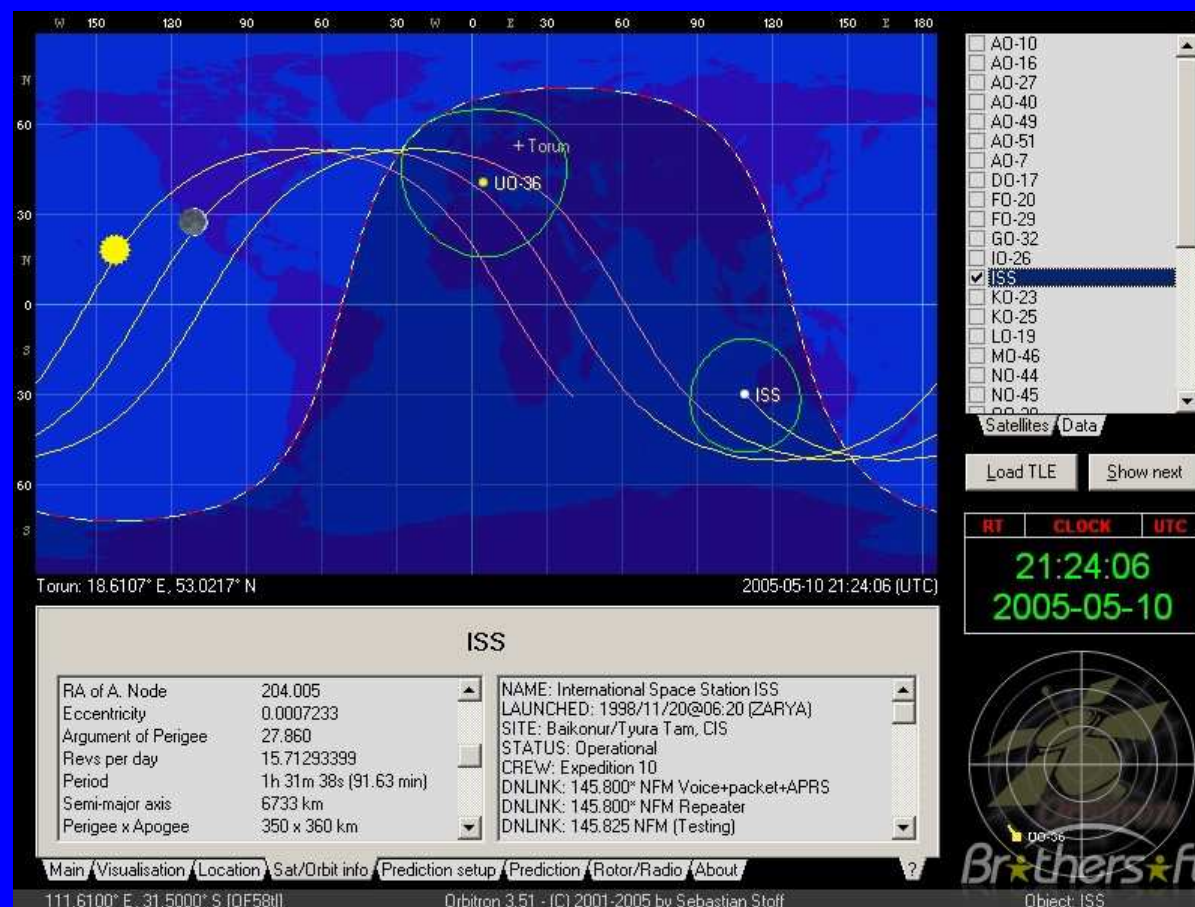 W 150 120 90 60 30 W 0 E 30 60 90 120 150 E 180
N
60
30
N
0
S
30
60
S
+ Torun
UO-36
ISS
Torun: 18.6107° E, 53.0217° N
2005-05-10 21:24:06 (UTC)
AO-10
AO-16
AO-27
AO-40
AO-49
AO-51
AO-7
DO-17
FO-20
FO-29
GO-32
IO-26
ISS
KO-23
KO-25
LO-19
MO-46
NO-44
NO-45
Satellites Data
Load TLE Show next
RT CLOCK UTC
21:24:06
2005-05-10
ISS
RA of A. Node 204.005
Eccentricity 0.0007233
Argument of Perigee 27.860
Revs per day 15.71293399
Period 1h 31m 38s (91.63 min)
Semi-major axis 6733 km
Perigee x Apogee 350 x 360 km
NAME: International Space Station ISS
LAUNCHED: 1998/11/20@06:20 (ZARYA)
SITE: Baikonur/Tyura Tam, CIS
STATUS: Operational
CREW: Expedition 10
DNLINK: 145.800* NFM Voice+packet+APRS
DNLINK: 145.800* NFM Repeater
DNLINK: 145.825 NFM (Testing)
UO-36
Main Visualisation Location Sat/Orbit info Prediction setup Prediction Rotor/Radio About ?
Br★thers★f
111.6100° E, 31.5000° S [OF58tl] Orbitron 3.51 - (C) 2001-2005 by Sebastian Stoff Object: ISS